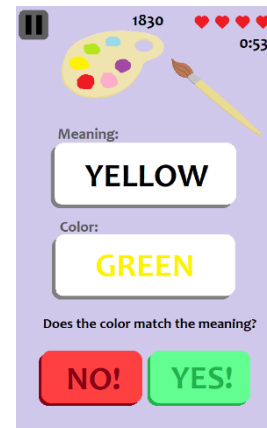 1830
0:53
Meaning:
YELLOW
Color:
GREEN
Does the color match the meaning?
NO! YES!